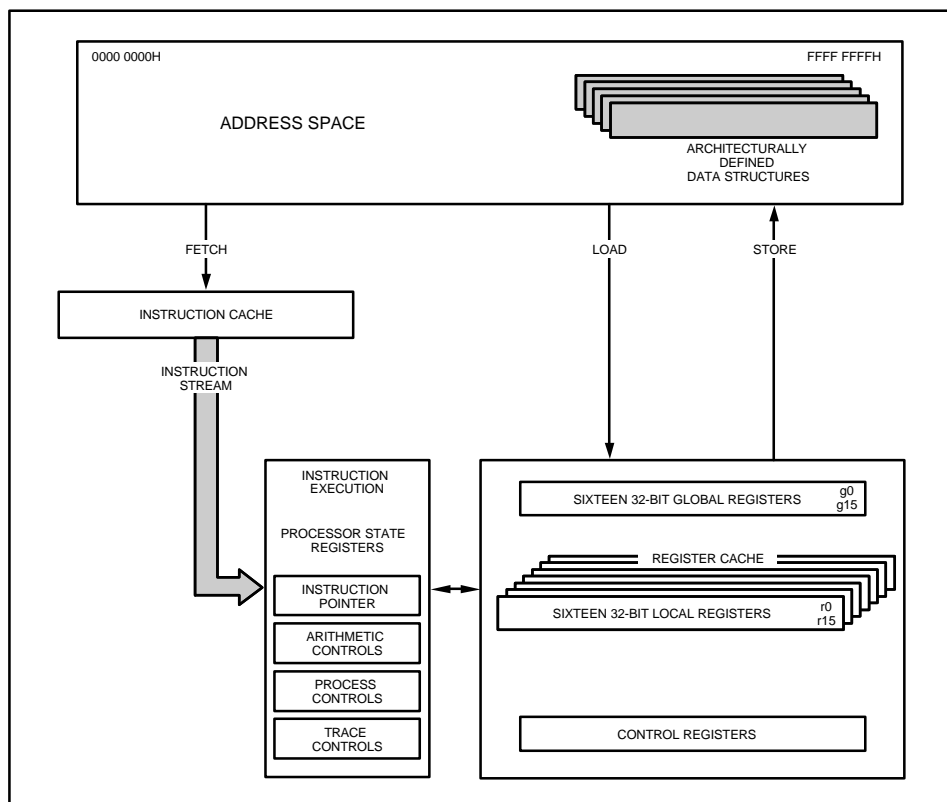 0000 0000H
FFFF FFFFH
ADDRESS SPACE
ARCHITECTURALLY
DEFINED
DATA STRUCTURES
FETCH
LOAD
STORE
INSTRUCTION CACHE
INSTRUCTION
STREAM
INSTRUCTION
EXECUTION
PROCESSOR STATE
REGISTERS
INSTRUCTION
POINTER
ARITHMETIC
CONTROLS
PROCESS
CONTROLS
TRACE
CONTROLS
SIXTEEN 32-BIT GLOBAL REGISTERS
g0
g15
REGISTER CACHE
SIXTEEN 32-BIT LOCAL REGISTERS
r0
r15
CONTROL REGISTERS